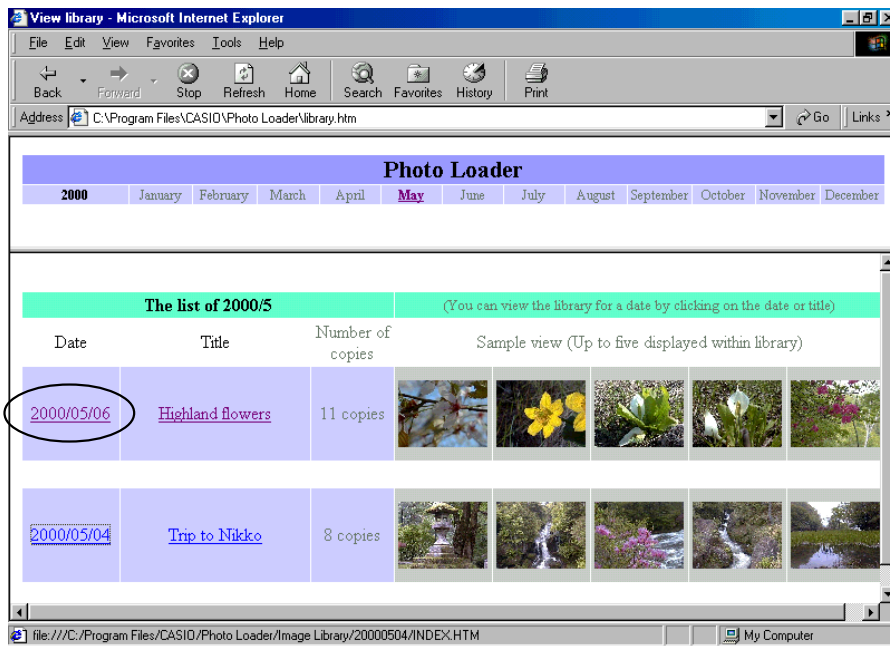 View library - Microsoft Internet Explorer
File Edit View Favorites Tools Help
Back Forward Stop Refresh Home Search Favorites History Print
Address C:\Program Files\CASIO\Photo Loader\library.htm Go Links
Photo Loader
2000 January February March April May June July August September October November December
The list of 2000/5 (You can view the library for a date by clicking on the date or title)
Date Title Number of copies Sample view (Up to five displayed within library)
2000/05/06 Highland flowers 11 copies
2000/05/04 Trip to Nikko 8 copies
file:///C:/Program Files/CASIO/Photo Loader/Image Library/20000504/INDEX.HTM My Computer